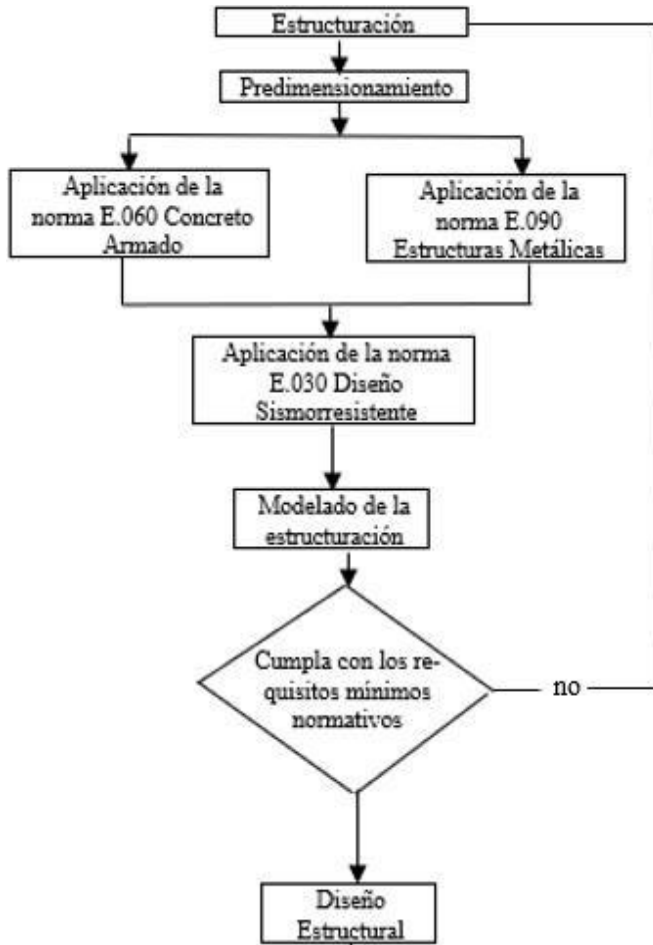 Estructuración
Predimensionamiento
Aplicación de la
norma E.060 Concreto
Armado
Aplicación de la
norma E.090
Estructuras Metálicas
Aplicación de la norma
E.030 Diseño
Sismorresistente
Modelado de la
estructuración
Cumpla con los re-
quisitos mínimos
normativos
no
Diseño
Estructural